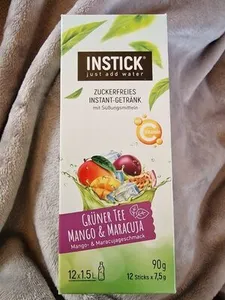 INSTICK®
just add water
ZUCKERFREIES
INSTANT-GETRÄNK
mit Süßungsmitteln
GRÜNER TEE
MANGO & MARACUJA
Mango- & Maracujageschmack
12x1.5L
90g
12 Sticks x 7,5g